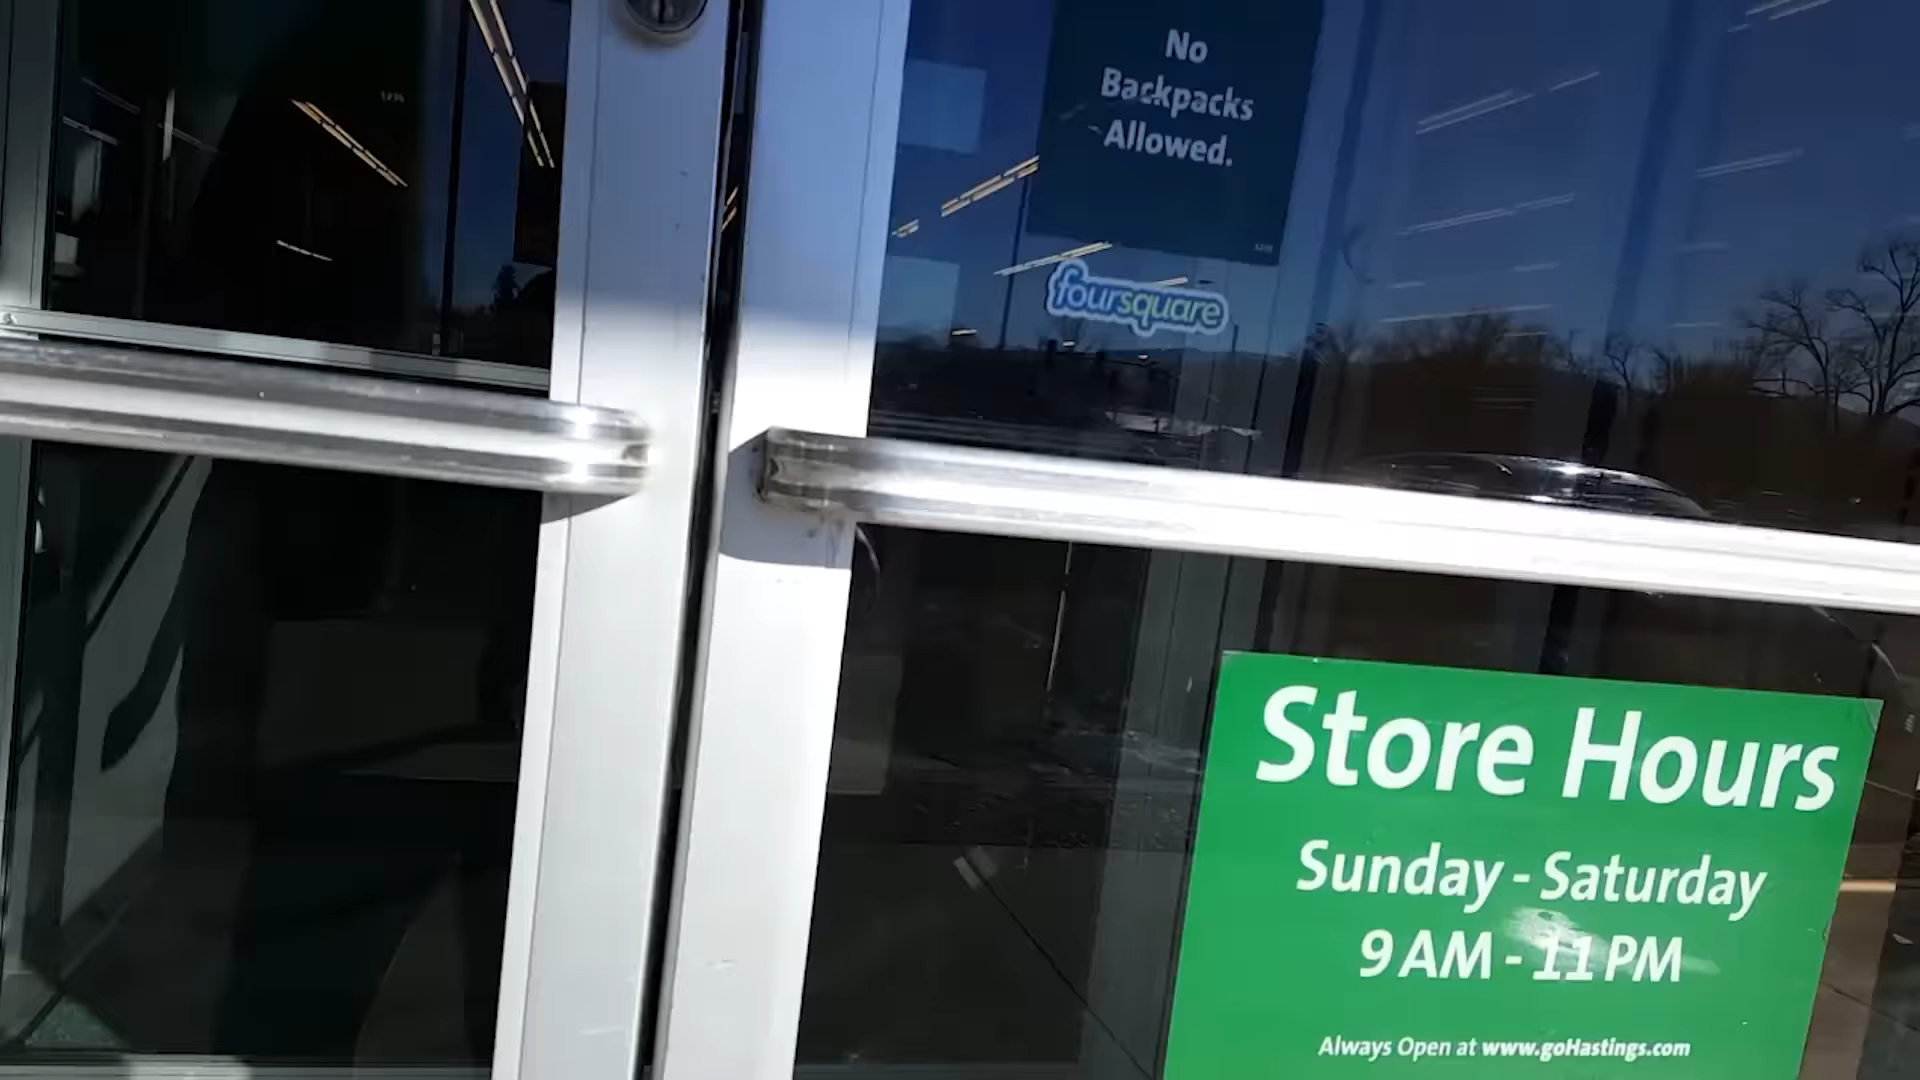 No
Backpacks
Allowed.
foursquare
Store Hours
Sunday - Saturday
9 AM - 11 PM
Always Open at www.goHastings.com